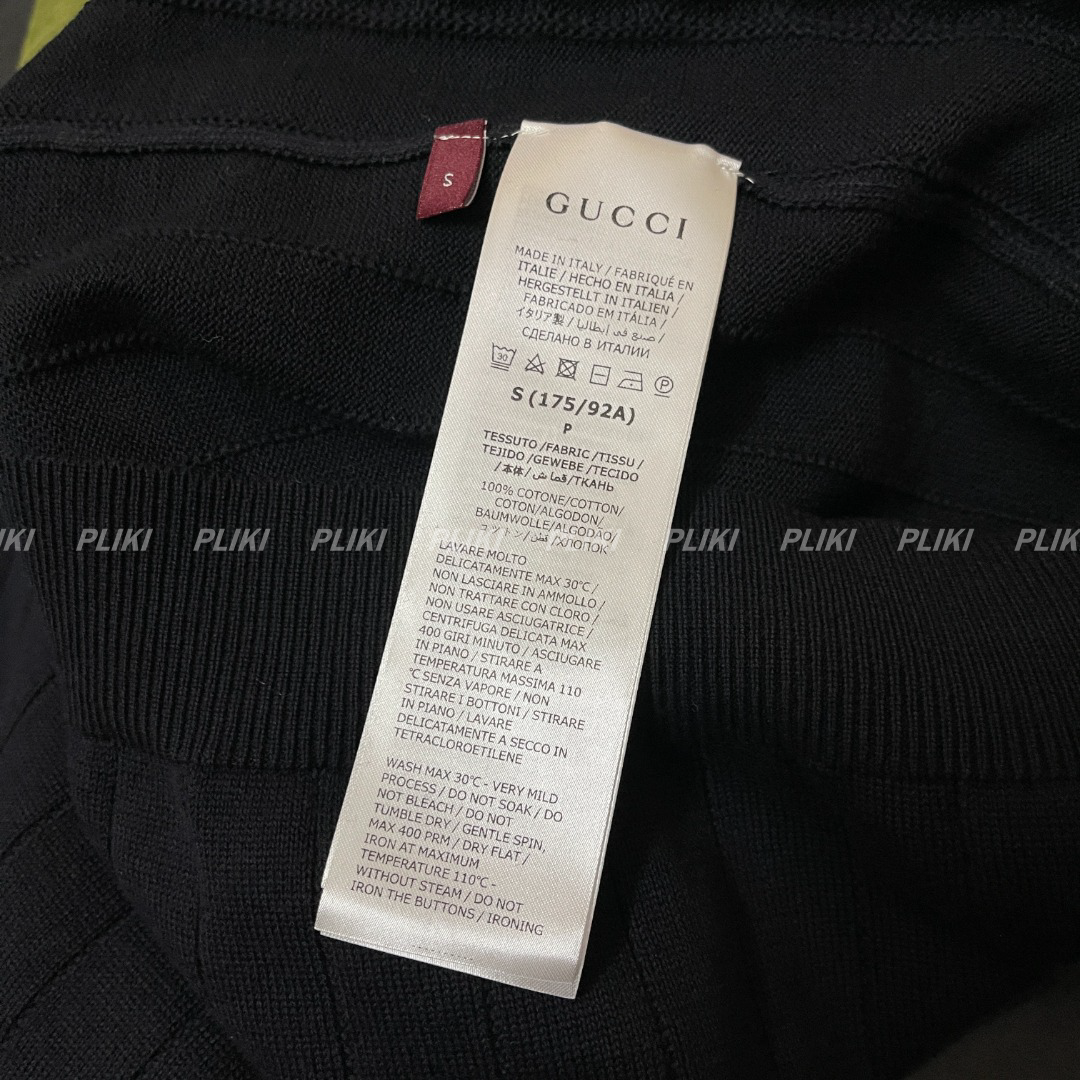 S
GUCCI
MADE IN ITALY / FABRIQUÉ EN
ITALIE / HECHO EN ITALIA /
HERGESTELLT IN ITALIEN /
FABRICADO EM ITÁLIA /
イタリア製 / صنع في إيطاليا /
СДЕЛАНО В ИТАЛИИ
30 P
S (175/92A)
P
TESSUTO /FABRIC /TISSU /
TEJIDO /GEWEBE /TECIDO
/本体/ قماش /ТКАНЬ
100% COTONE/COTTON/
COTON/ALGODON/
BAUMWOLLE/ALGODÃO/
قطن /ХЛОПОК
PLIKI PLIKI PLIKI PLIKI PLIKI PLIKI PLIKI PLIKI
LAVARE MOLTO
DELICATAMENTE MAX 30°C /
NON LASCIARE IN AMMOLLO /
NON TRATTARE CON CLORO /
NON USARE ASCIUGATRICE /
CENTRIFUGA DELICATA MAX
400 GIRI MINUTO / ASCIUGARE
IN PIANO / STIRARE A
TEMPERATURA MASSIMA 110
°C SENZA VAPORE / NON
STIRARE I BOTTONI / STIRARE
IN PIANO / LAVARE
DELICATAMENTE A SECCO IN
TETRACLOROETILENE
WASH MAX 30°C - VERY MILD
PROCESS / DO NOT SOAK / DO
NOT BLEACH / DO NOT
TUMBLE DRY / GENTLE SPIN,
MAX 400 PRM / DRY FLAT /
IRON AT MAXIMUM
TEMPERATURE 110°C -
WITHOUT STEAM / DO NOT
IRON THE BUTTONS / IRONING